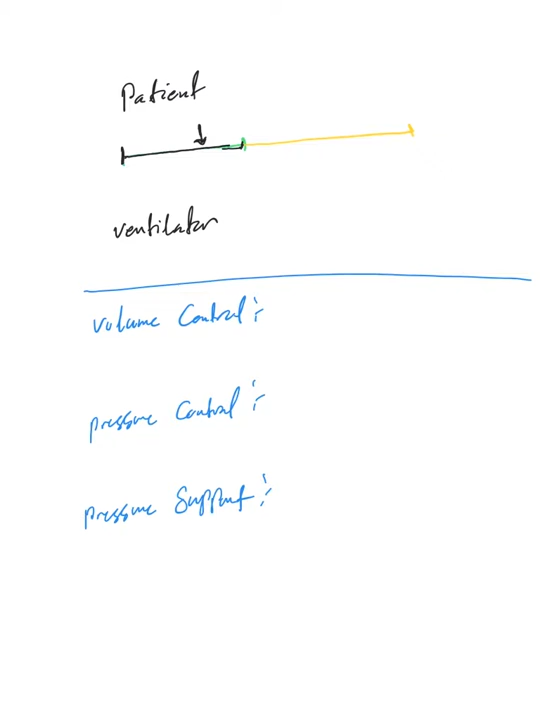 Patient
ventilator
volume Control :-
pressure Control :-
pressure Support :-